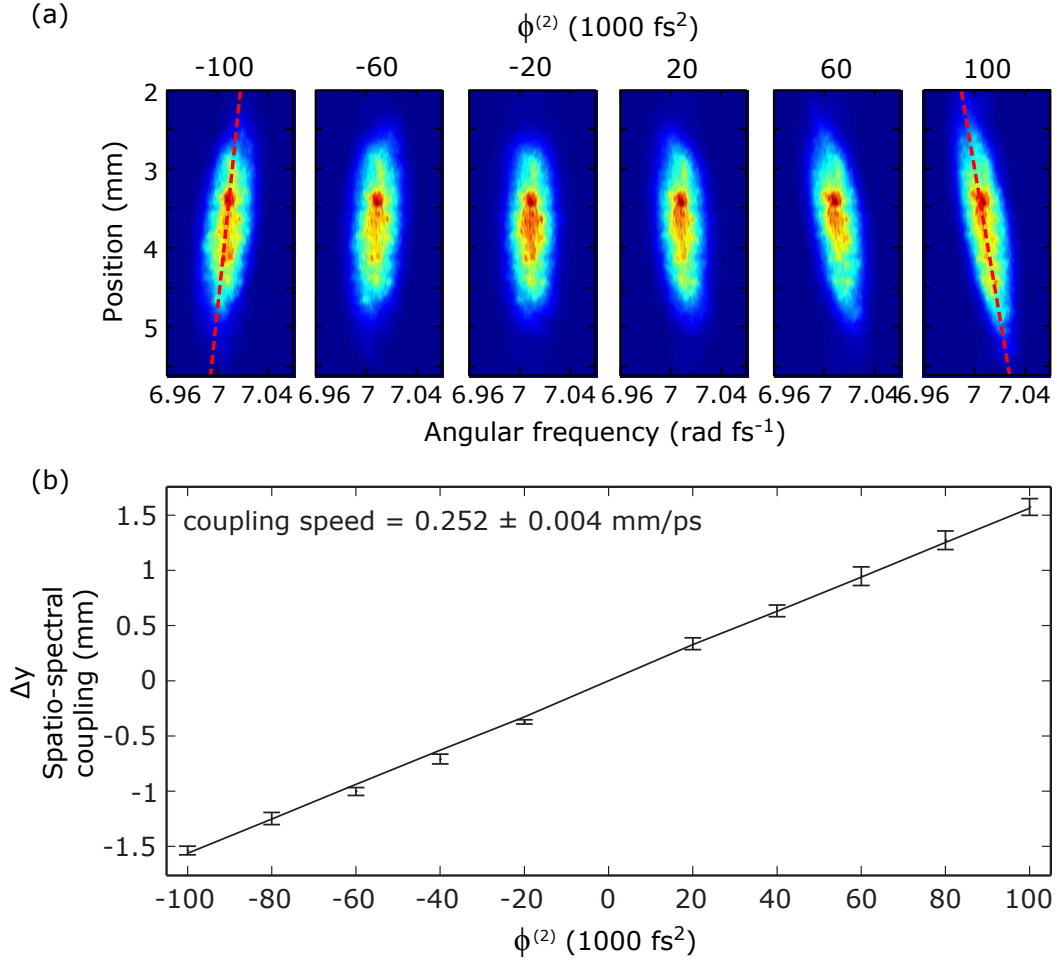 (a)
ϕ(2) (1000 fs2)
-100 -60 -20 20 60 100
2
3
4
5
Position (mm)
6.96 7 7.04 6.96 7 7.04 6.96 7 7.04 6.96 7 7.04 6.96 7 7.04 6.96 7 7.04
Angular frequency (rad fs-1)
(b)
coupling speed = 0.252 ± 0.004 mm/ps
1.5
1
0.5
0
-0.5
-1
-1.5
Δy
Spatio-spectral
coupling (mm)
-100 -80 -60 -40 -20 0 20 40 60 80 100
ϕ(2) (1000 fs2)